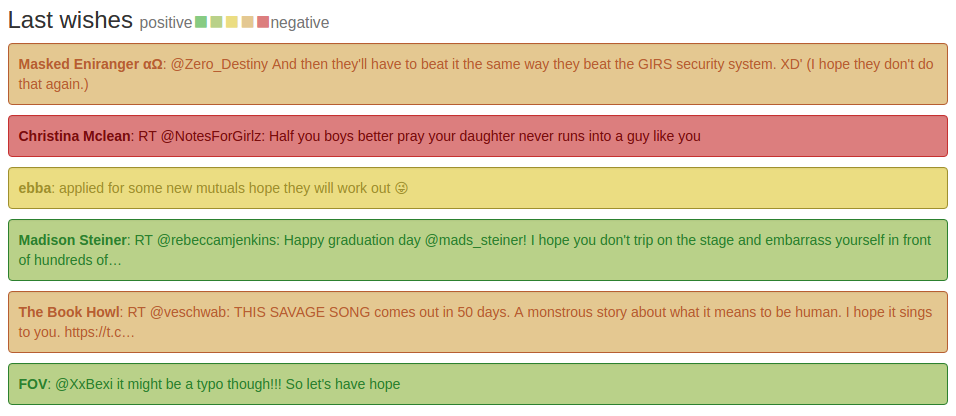 Last wishes positive negative
Masked Eniranger αΩ: @Zero_Destiny And then they'll have to beat it the same way they beat the GIRS security system. XD' (I hope they don't do
that again.)
Christina Mclean: RT @NotesForGirlz: Half you boys better pray your daughter never runs into a guy like you
ebba: applied for some new mutuals hope they will work out 😜
Madison Steiner: RT @rebeccamjenkins: Happy graduation day @mads_steiner! I hope you don't trip on the stage and embarrass yourself in front
of hundreds of…
The Book Howl: RT @veschwab: THIS SAVAGE SONG comes out in 50 days. A monstrous story about what it means to be human. I hope it sings
to you. https://t.c…
FOV: @XxBexi it might be a typo though!!! So let's have hope